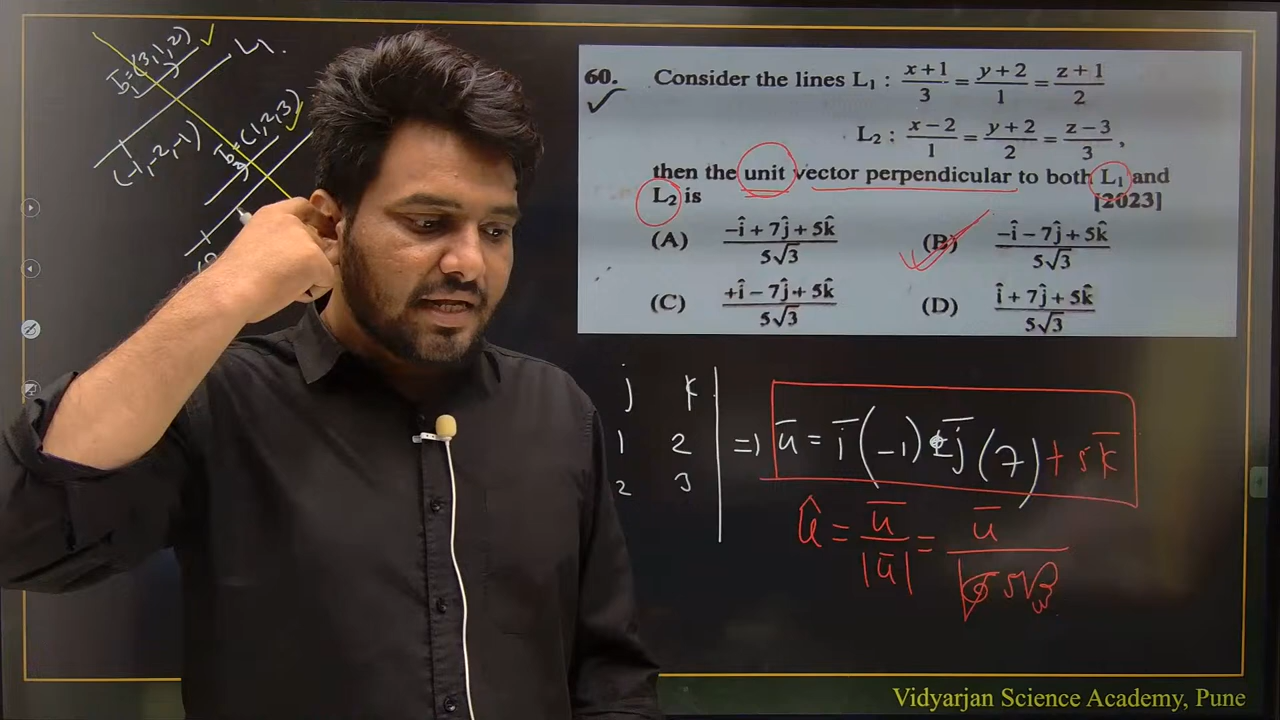 b̄₁=(3,1,2) ✓
L₁.
(-1,-2,-1)
b̄₂=(1,2,3)
60. Consider the lines L₁ : (x+1)/3 = (y+2)/1 = (z+1)/2
L₂ : (x−2)/1 = (y+2)/2 = (z−3)/3 ,
then the unit vector perpendicular to both L₁ and
L₂ is [2023]
(A) (−î + 7ĵ + 5k̂)/5√3 (B) (−î − 7ĵ + 5k̂)/5√3
(C) (+î − 7ĵ + 5k̂)/5√3 (D) (î + 7ĵ + 5k̂)/5√3
j k
1 2 ⇒ ū = ī(-1) j̄(7) + 5k̄
2 3
û = ū/|ū| = ū/5√3
Vidyarjan Science Academy, Pune